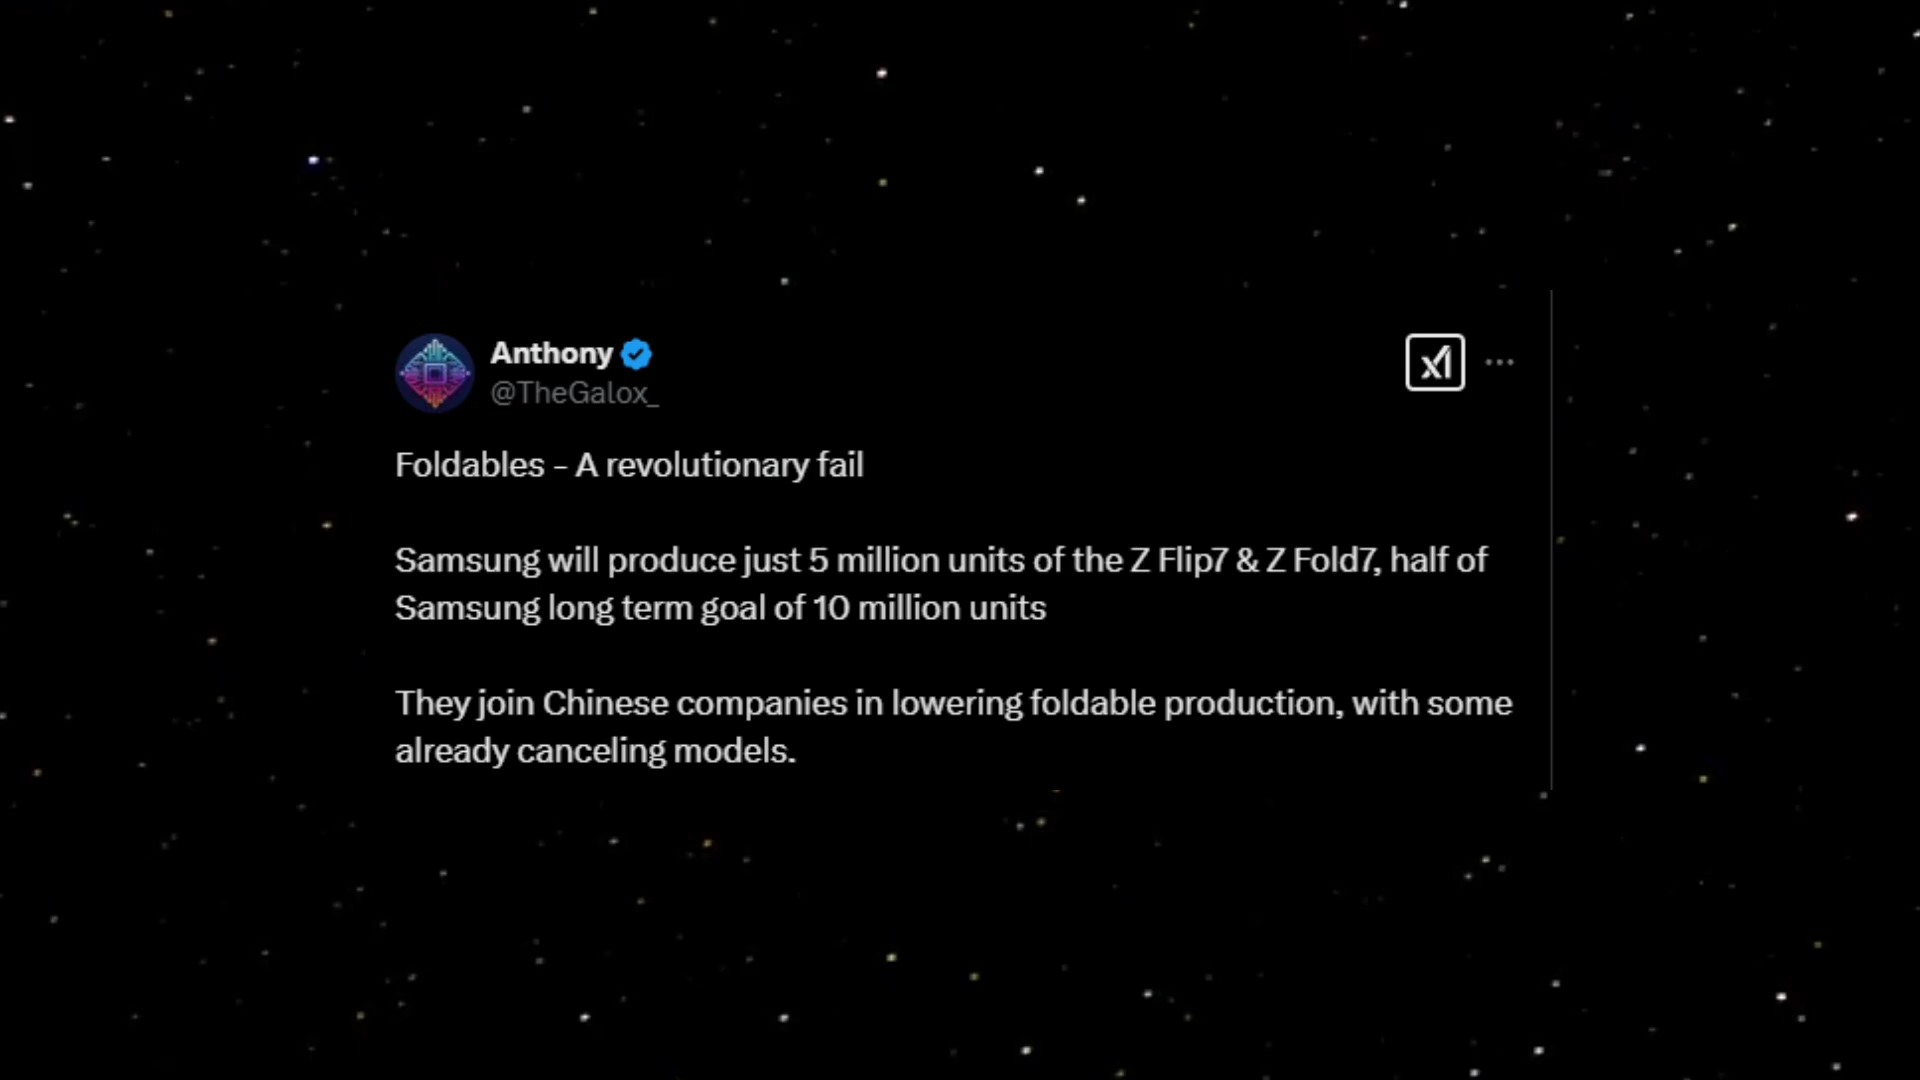 Anthony
@TheGalox_
Foldables - A revolutionary fail
Samsung will produce just 5 million units of the Z Flip7 & Z Fold7, half of
Samsung long term goal of 10 million units
They join Chinese companies in lowering foldable production, with some
already canceling models.